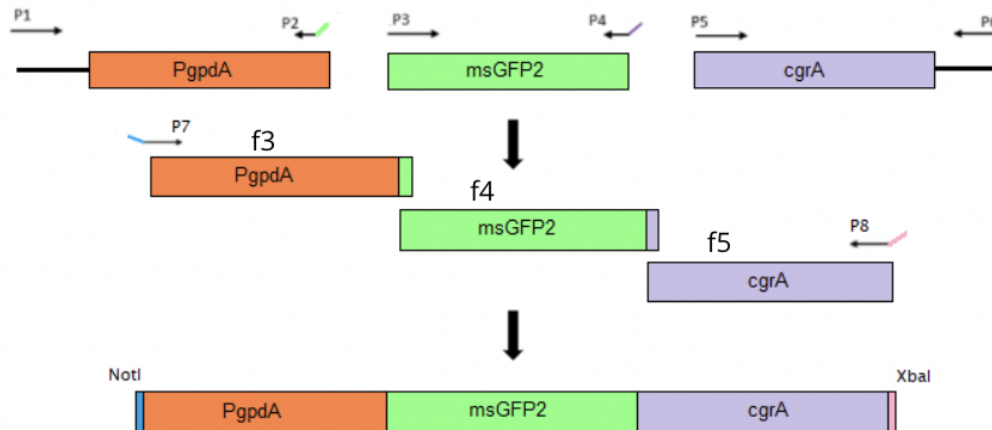 P1
P2
P3
P4
P5
PgpdA
msGFP2
cgrA
P7
f3
PgpdA
f4
msGFP2
P8
f5
cgrA
NotI
XbaI
PgpdA
msGFP2
cgrA